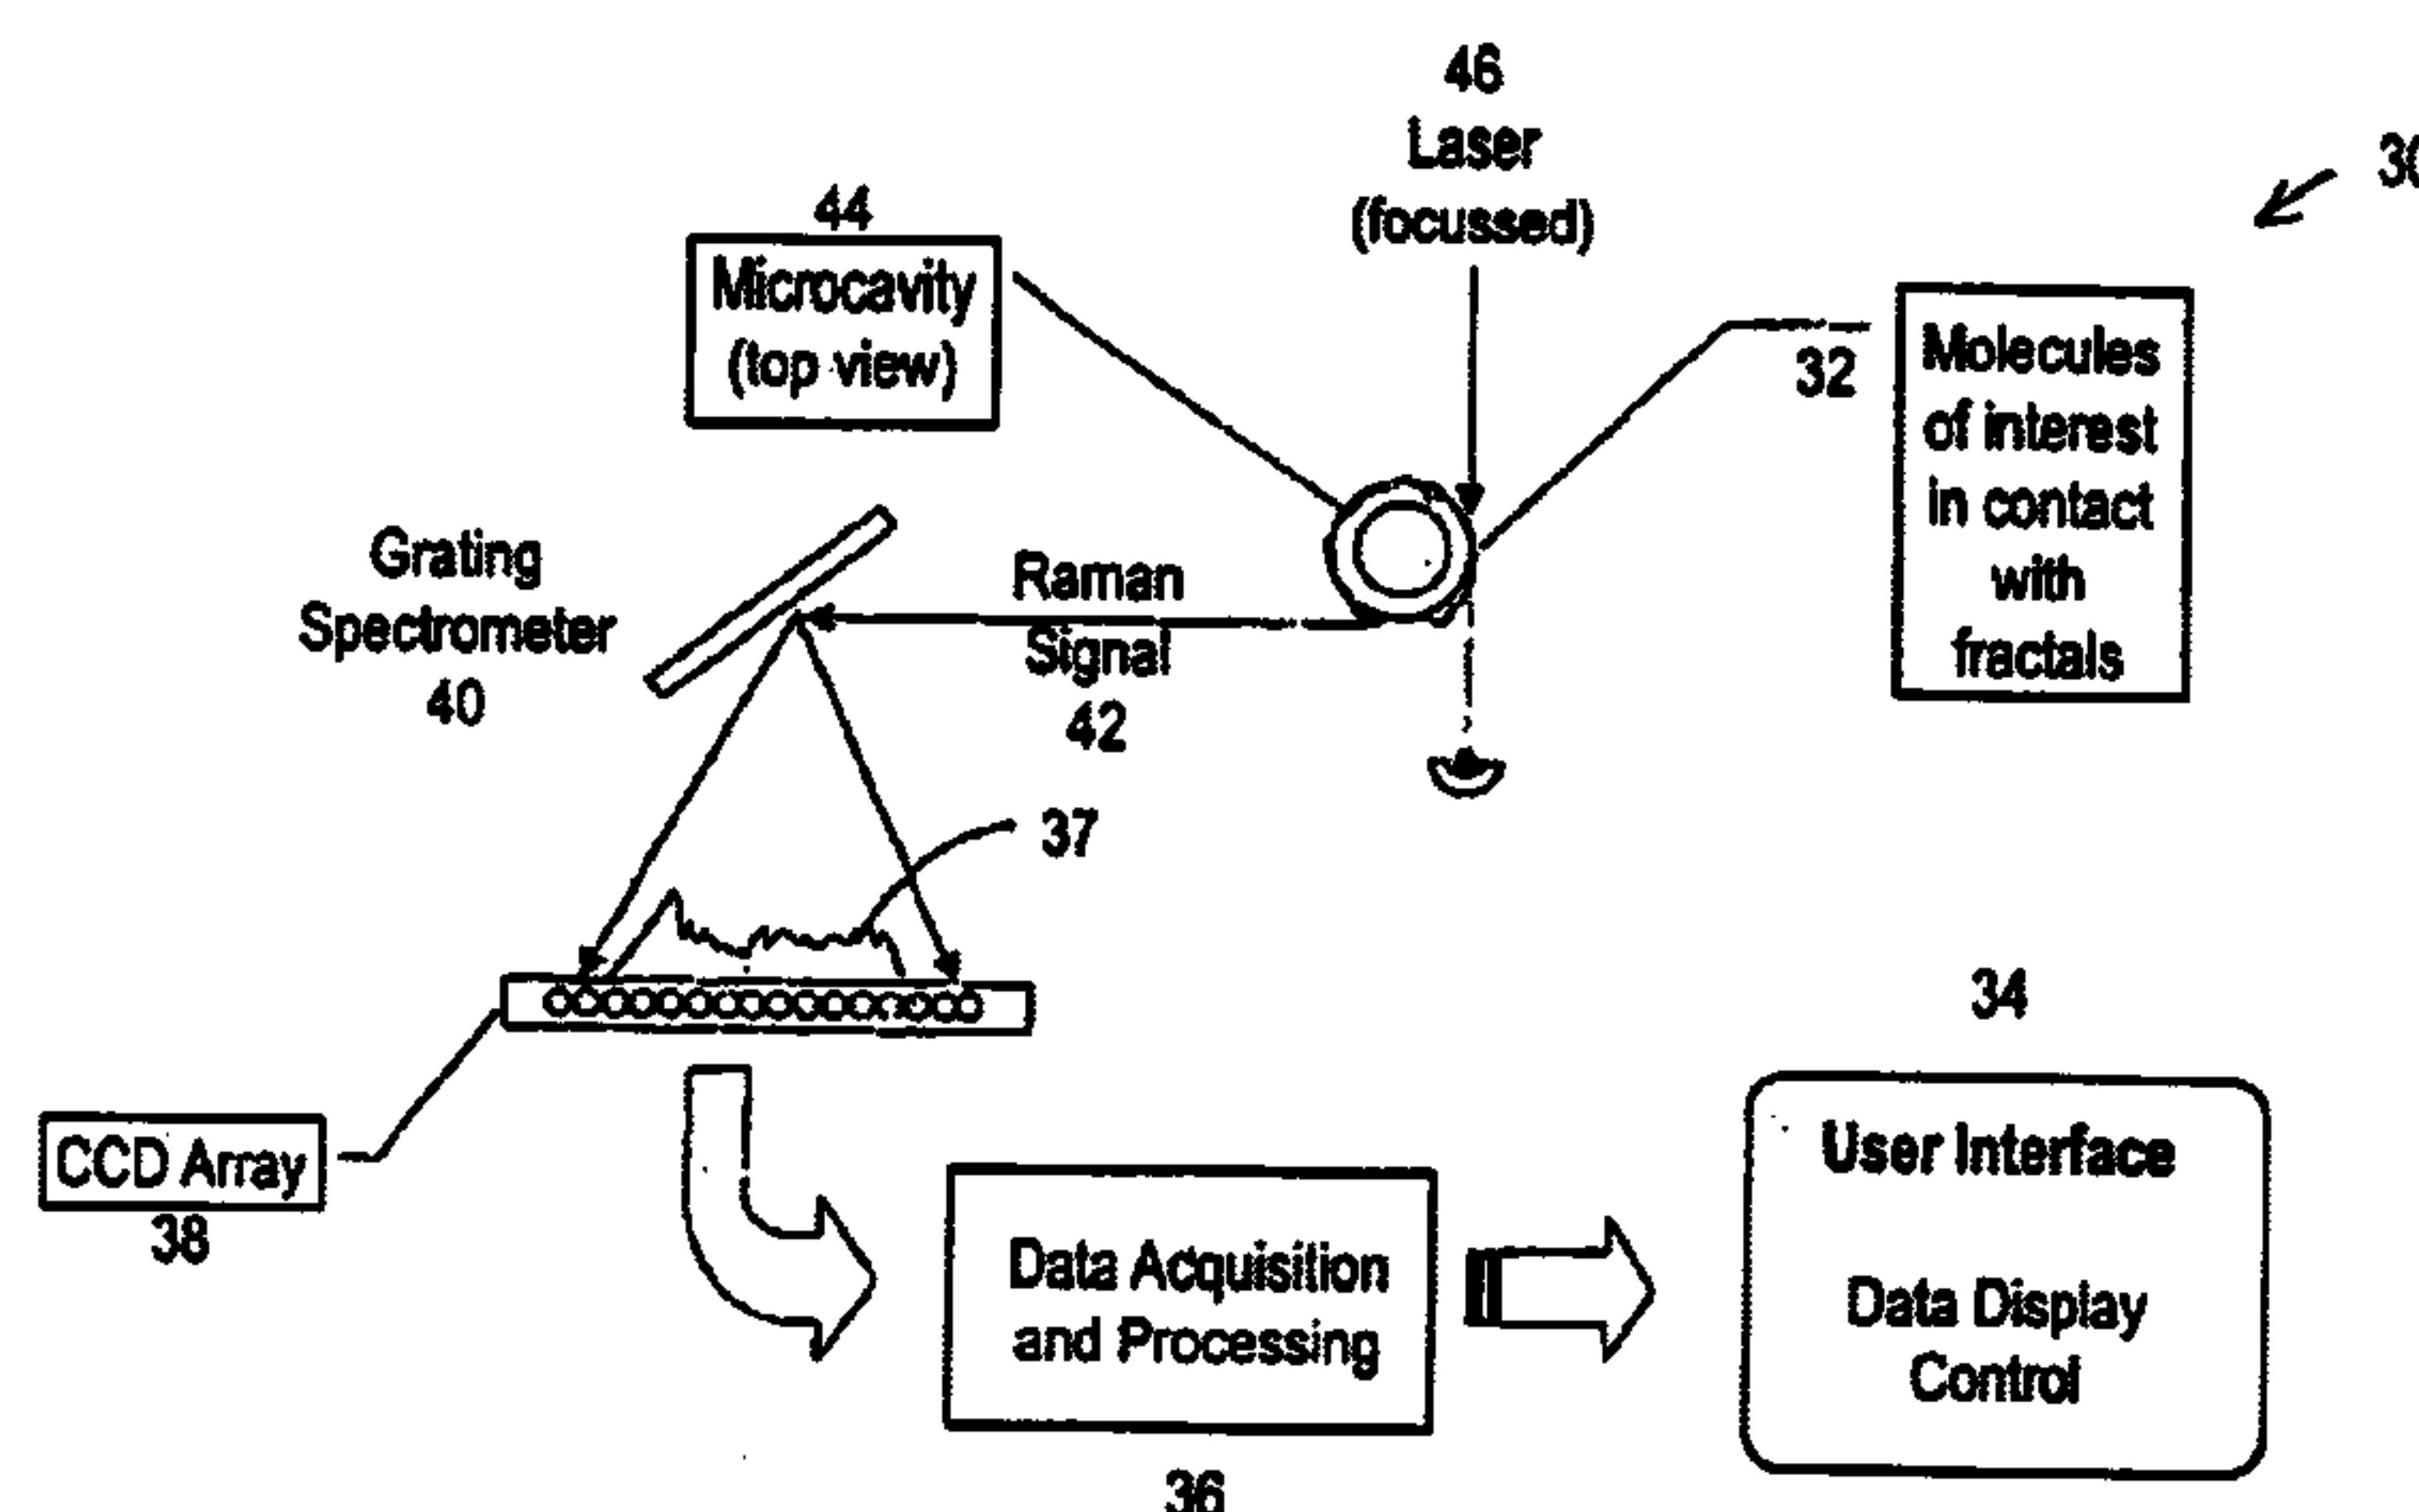 46
Laser
(focussed)
30
44
Microcavity
(top view)
32
Molecules
of interest
in contact
with
fractals
Grating
Spectrometer
40
Raman
Signal
42
37
CCD Array
38
Data Acquisition
and Processing
36
34
User Interface
Data Display
Control